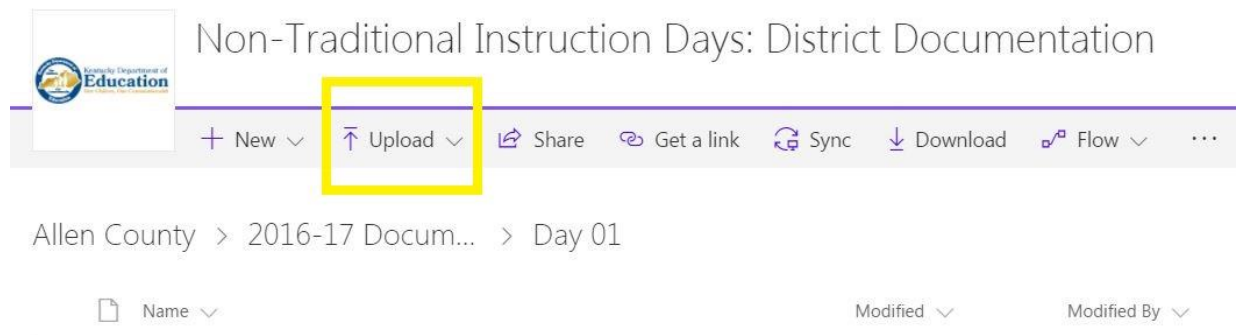 Non-Traditional Instruction Days: District Documentation
Kentucky Department of
Education
New Upload Share Get a link Sync Download Flow ...
Allen County > 2016-17 Docum... > Day 01
Name Modified Modified By